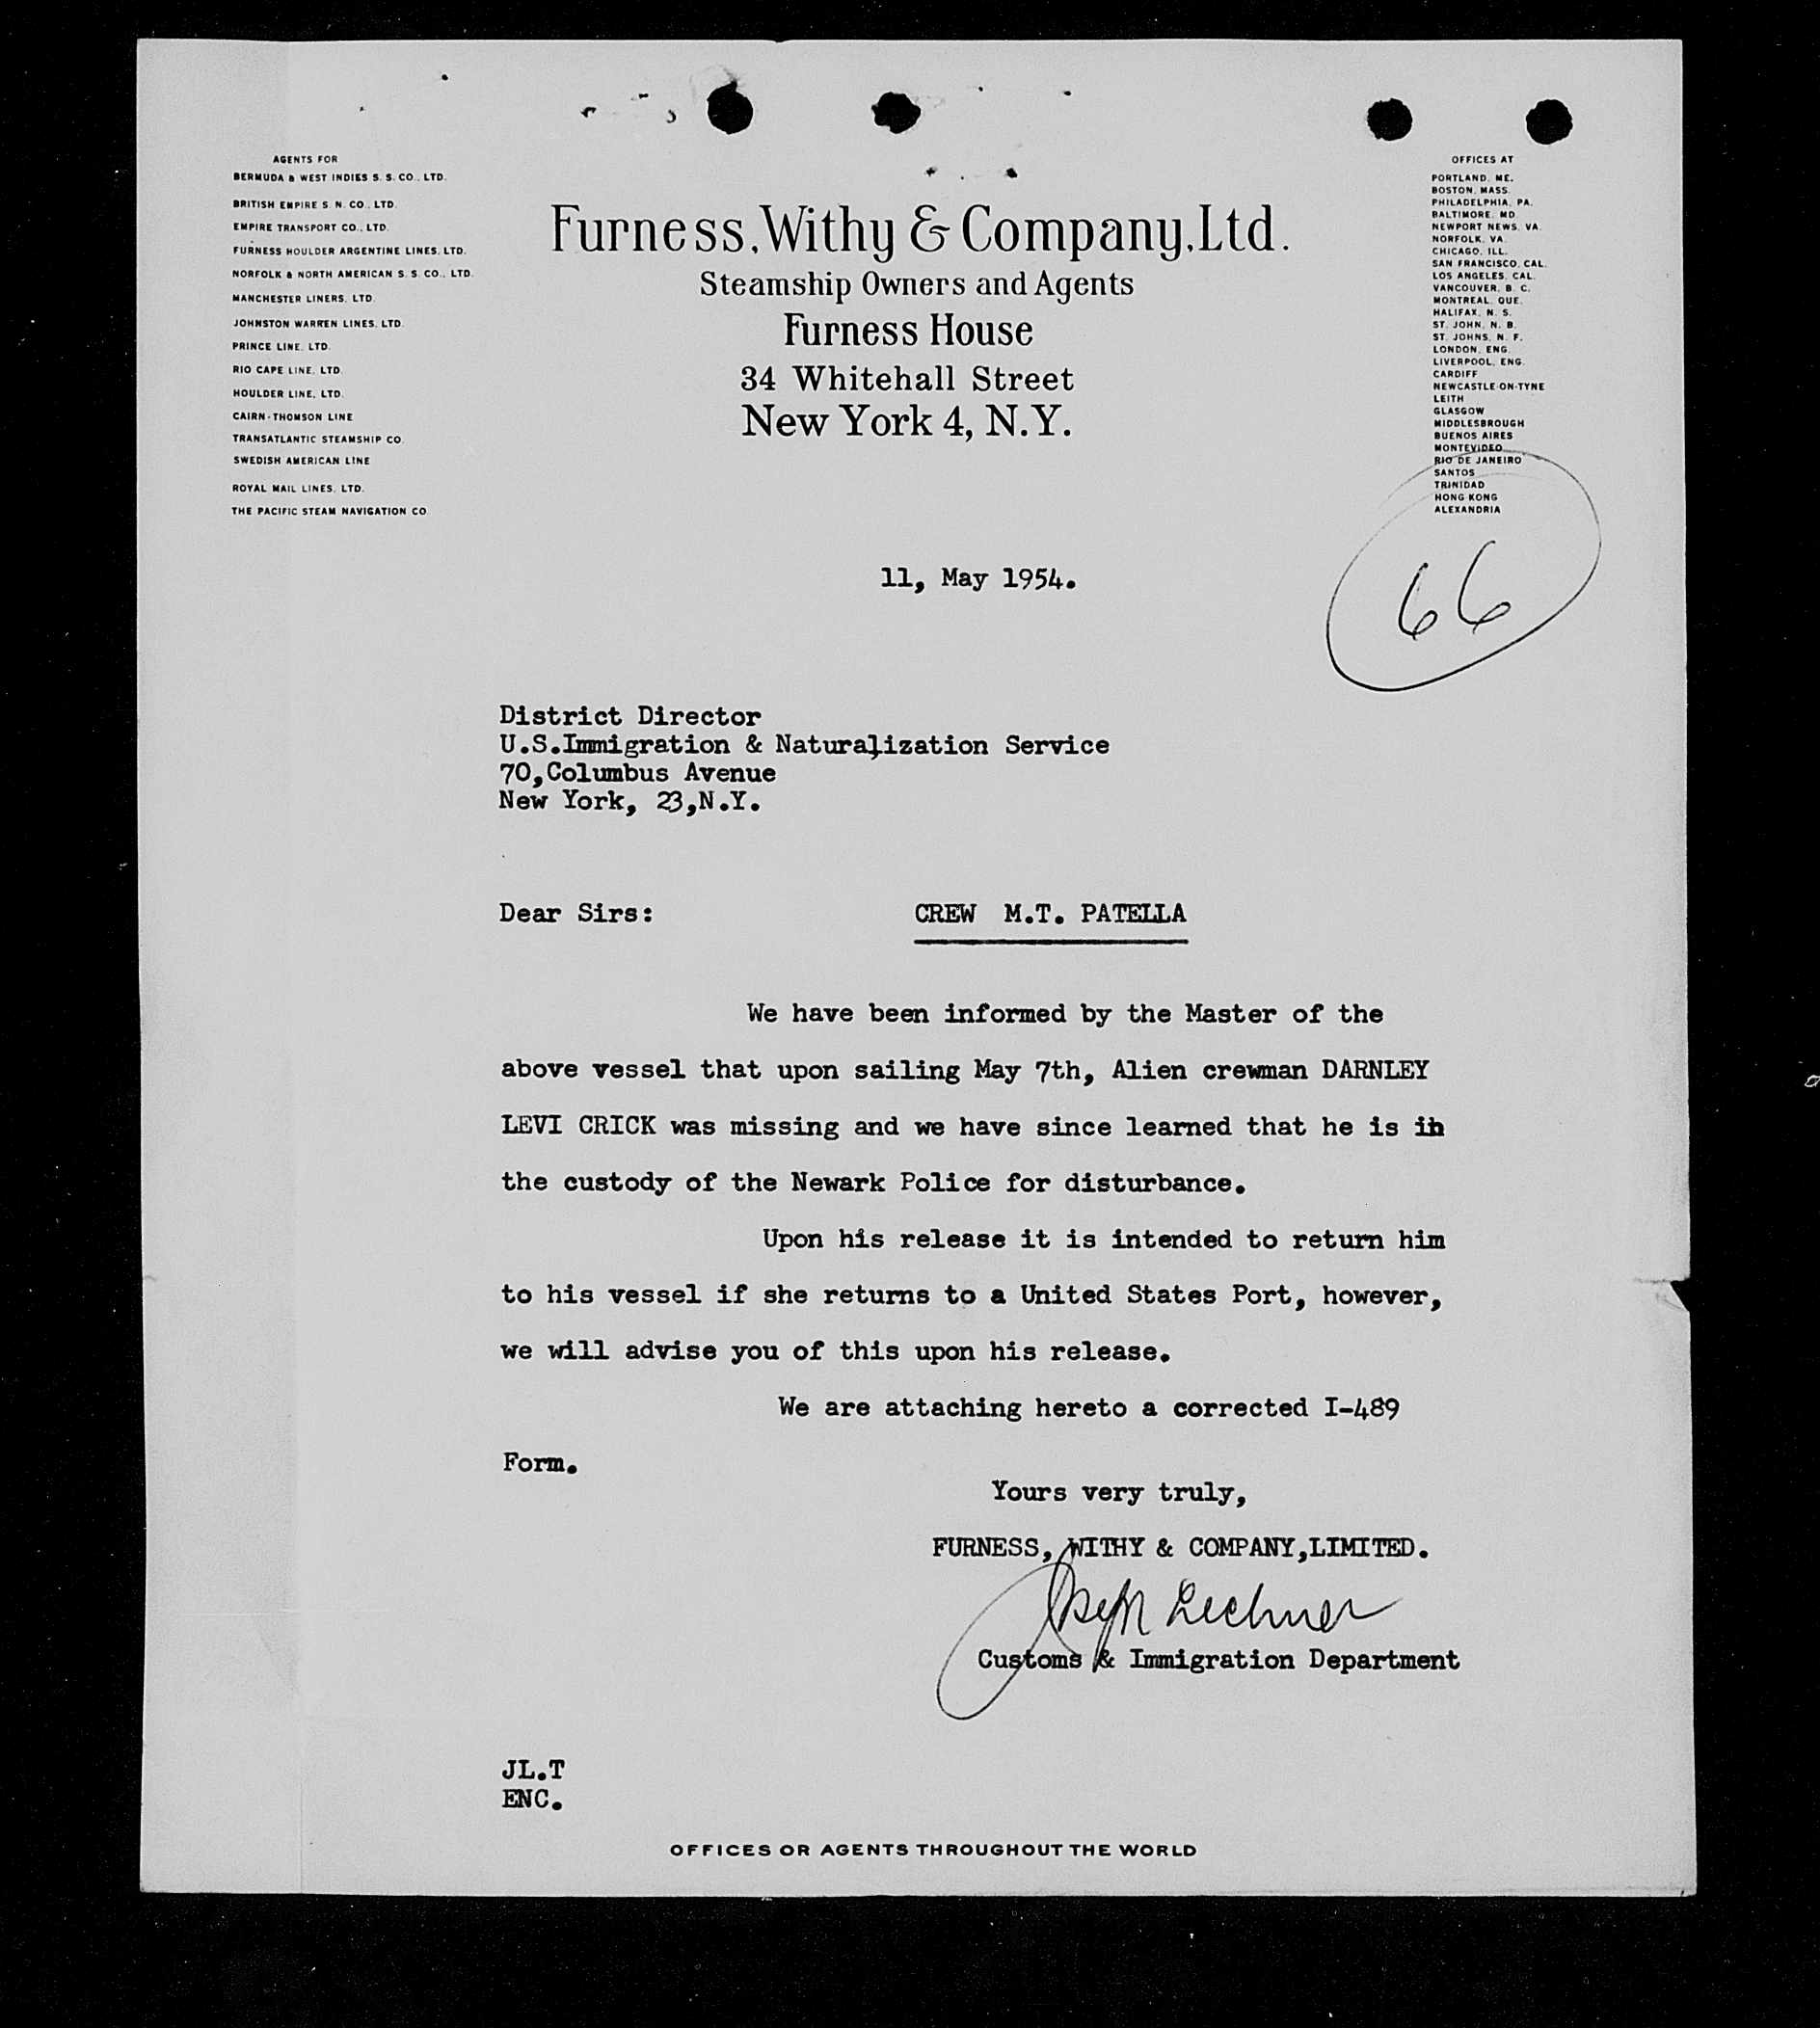 AGENTS FOR
BERMUDA & WEST INDIES S. S. CO., LTD.
BRITISH EMPIRE S. N. CO., LTD.
EMPIRE TRANSPORT CO., LTD.
FURNESS HOULDER ARGENTINE LINES, LTD.
NORFOLK & NORTH AMERICAN S. S. CO., LTD.
MANCHESTER LINERS, LTD.
JOHNSTON WARREN LINES, LTD.
PRINCE LINE, LTD.
RIO CAPE LINE, LTD.
HOULDER LINE, LTD.
CAIRN-THOMSON LINE
TRANSATLANTIC STEAMSHIP CO.
SWEDISH AMERICAN LINE
ROYAL MAIL LINES, LTD.
THE PACIFIC STEAM NAVIGATION CO.
Furness, Withy & Company, Ltd.
Steamship Owners and Agents
Furness House
34 Whitehall Street
New York 4, N.Y.
OFFICES AT
PORTLAND, ME.
BOSTON, MASS.
PHILADELPHIA, PA.
BALTIMORE, MD.
NEWPORT NEWS, VA.
NORFOLK, VA.
CHICAGO, ILL.
SAN FRANCISCO, CAL.
LOS ANGELES, CAL.
VANCOUVER, B. C.
MONTREAL, QUE.
HALIFAX, N. S.
ST. JOHN, N. B.
ST. JOHNS, N. F.
LONDON, ENG.
LIVERPOOL, ENG.
CARDIFF
NEWCASTLE-ON-TYNE
LEITH
GLASGOW
MIDDLESBROUGH
BUENOS AIRES
MONTEVIDEO
RIO DE JANEIRO
SANTOS
TRINIDAD
HONG KONG
ALEXANDRIA
66
11, May 1954.
District Director
U.S.Immigration & Naturalization Service
70,Columbus Avenue
New York, 23,N.Y.
Dear Sirs: CREW M.T. PATELLA
We have been informed by the Master of the
above vessel that upon sailing May 7th, Alien crewman DARNLEY
LEVI CRICK was missing and we have since learned that he is in
the custody of the Newark Police for disturbance.
Upon his release it is intended to return him
to his vessel if she returns to a United States Port, however,
we will advise you of this upon his release.
We are attaching hereto a corrected I-489
Form.
Yours very truly,
FURNESS, WITHY & COMPANY,LIMITED.
Joseph Lechner
Customs & Immigration Department
JL.T
ENC.
OFFICES OR AGENTS THROUGHOUT THE WORLD